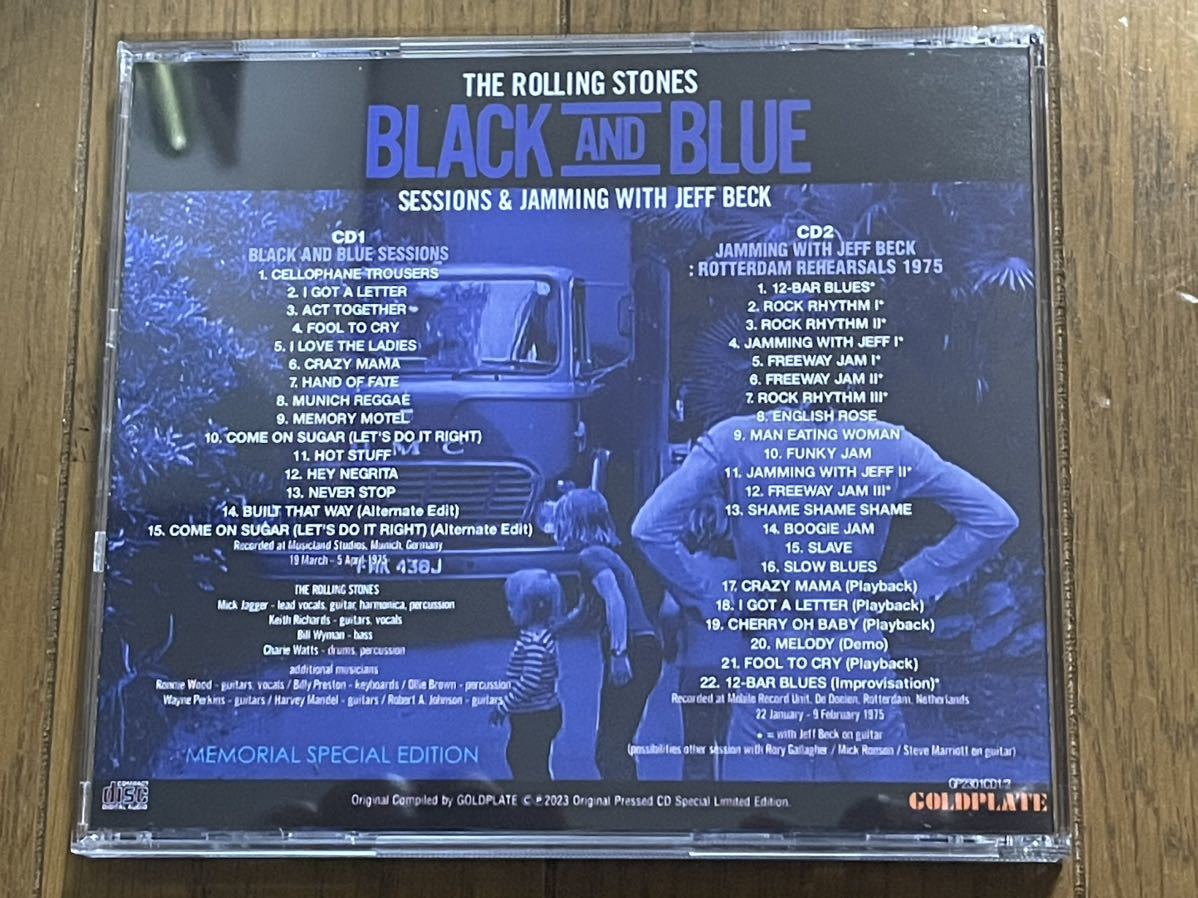 THE ROLLING STONES
BLACK AND BLUE
SESSIONS & JAMMING WITH JEFF BECK
CD1
BLACK AND BLUE SESSIONS
1. CELLOPHANE TROUSERS
2. I GOT A LETTER
3. ACT TOGETHER
4. FOOL TO CRY
5. I LOVE THE LADIES
6. CRAZY MAMA
7. HAND OF FATE
8. MUNICH REGGAE
9. MEMORY MOTEL
10. COME ON SUGAR (LET'S DO IT RIGHT)
11. HOT STUFF
12. HEY NEGRITA
13. NEVER STOP
14. BUILT THAT WAY (Alternate Edit)
15. COME ON SUGAR (LET'S DO IT RIGHT) (Alternate Edit)
Recorded at Musicland Studios, Munich, Germany
19 March - 5 April 1975
THE ROLLING STONES
Mick Jagger - lead vocals, guitar, harmonica, percussion
Keith Richards - guitars, vocals
Bill Wyman - bass
Charie Watts - drums, percussion
additional musicians
Ronnie Wood - guitars, vocals / Billy Preston - keyboards / Ollie Brown - percussion
Wayne Perkins - guitars / Harvey Mandel - guitars / Robert A. Johnson - guitars
MEMORIAL SPECIAL EDITION
CD2
JAMMING WITH JEFF BECK
: ROTTERDAM REHEARSALS 1975
1. 12-BAR BLUES*
2. ROCK RHYTHM I*
3. ROCK RHYTHM II*
4. JAMMING WITH JEFF I*
5. FREEWAY JAM I*
6. FREEWAY JAM II*
7. ROCK RHYTHM III*
8. ENGLISH ROSE
9. MAN EATING WOMAN
10. FUNKY JAM
11. JAMMING WITH JEFF II*
12. FREEWAY JAM III*
13. SHAME SHAME SHAME
14. BOOGIE JAM
15. SLAVE
16. SLOW BLUES
17. CRAZY MAMA (Playback)
18. I GOT A LETTER (Playback)
19. CHERRY OH BABY (Playback)
20. MELODY (Demo)
21. FOOL TO CRY (Playback)
22. 12-BAR BLUES (Improvisation)*
Recorded at Mobile Record Unit, De Doelen, Rotterdam, Netherlands
22 January - 9 February 1975
* = with Jeff Beck on guitar
(possibilities other session with Rory Gallagher / Mick Ronson / Steve Marriott on guitar)
M C
438J
COMPACT
disc
DIGITAL AUDIO
Original Compiled by GOLDPLATE © ℗ 2023 Original Pressed CD Special Limited Edition.
GP2301CD1/2
GOLDPLATE